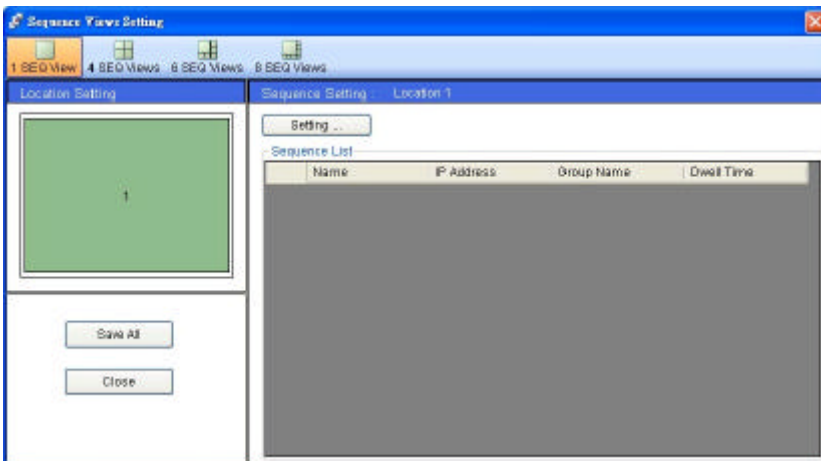 Sequence Views Setting
1 SEQ View 4 SEQ Views 6 SEQ Views 8 SEQ Views
Location Setting
Sequence Setting : Location 1
Setting ...
Sequence List
Name IP Address Group Name Dwell Time
1
Save All
Close